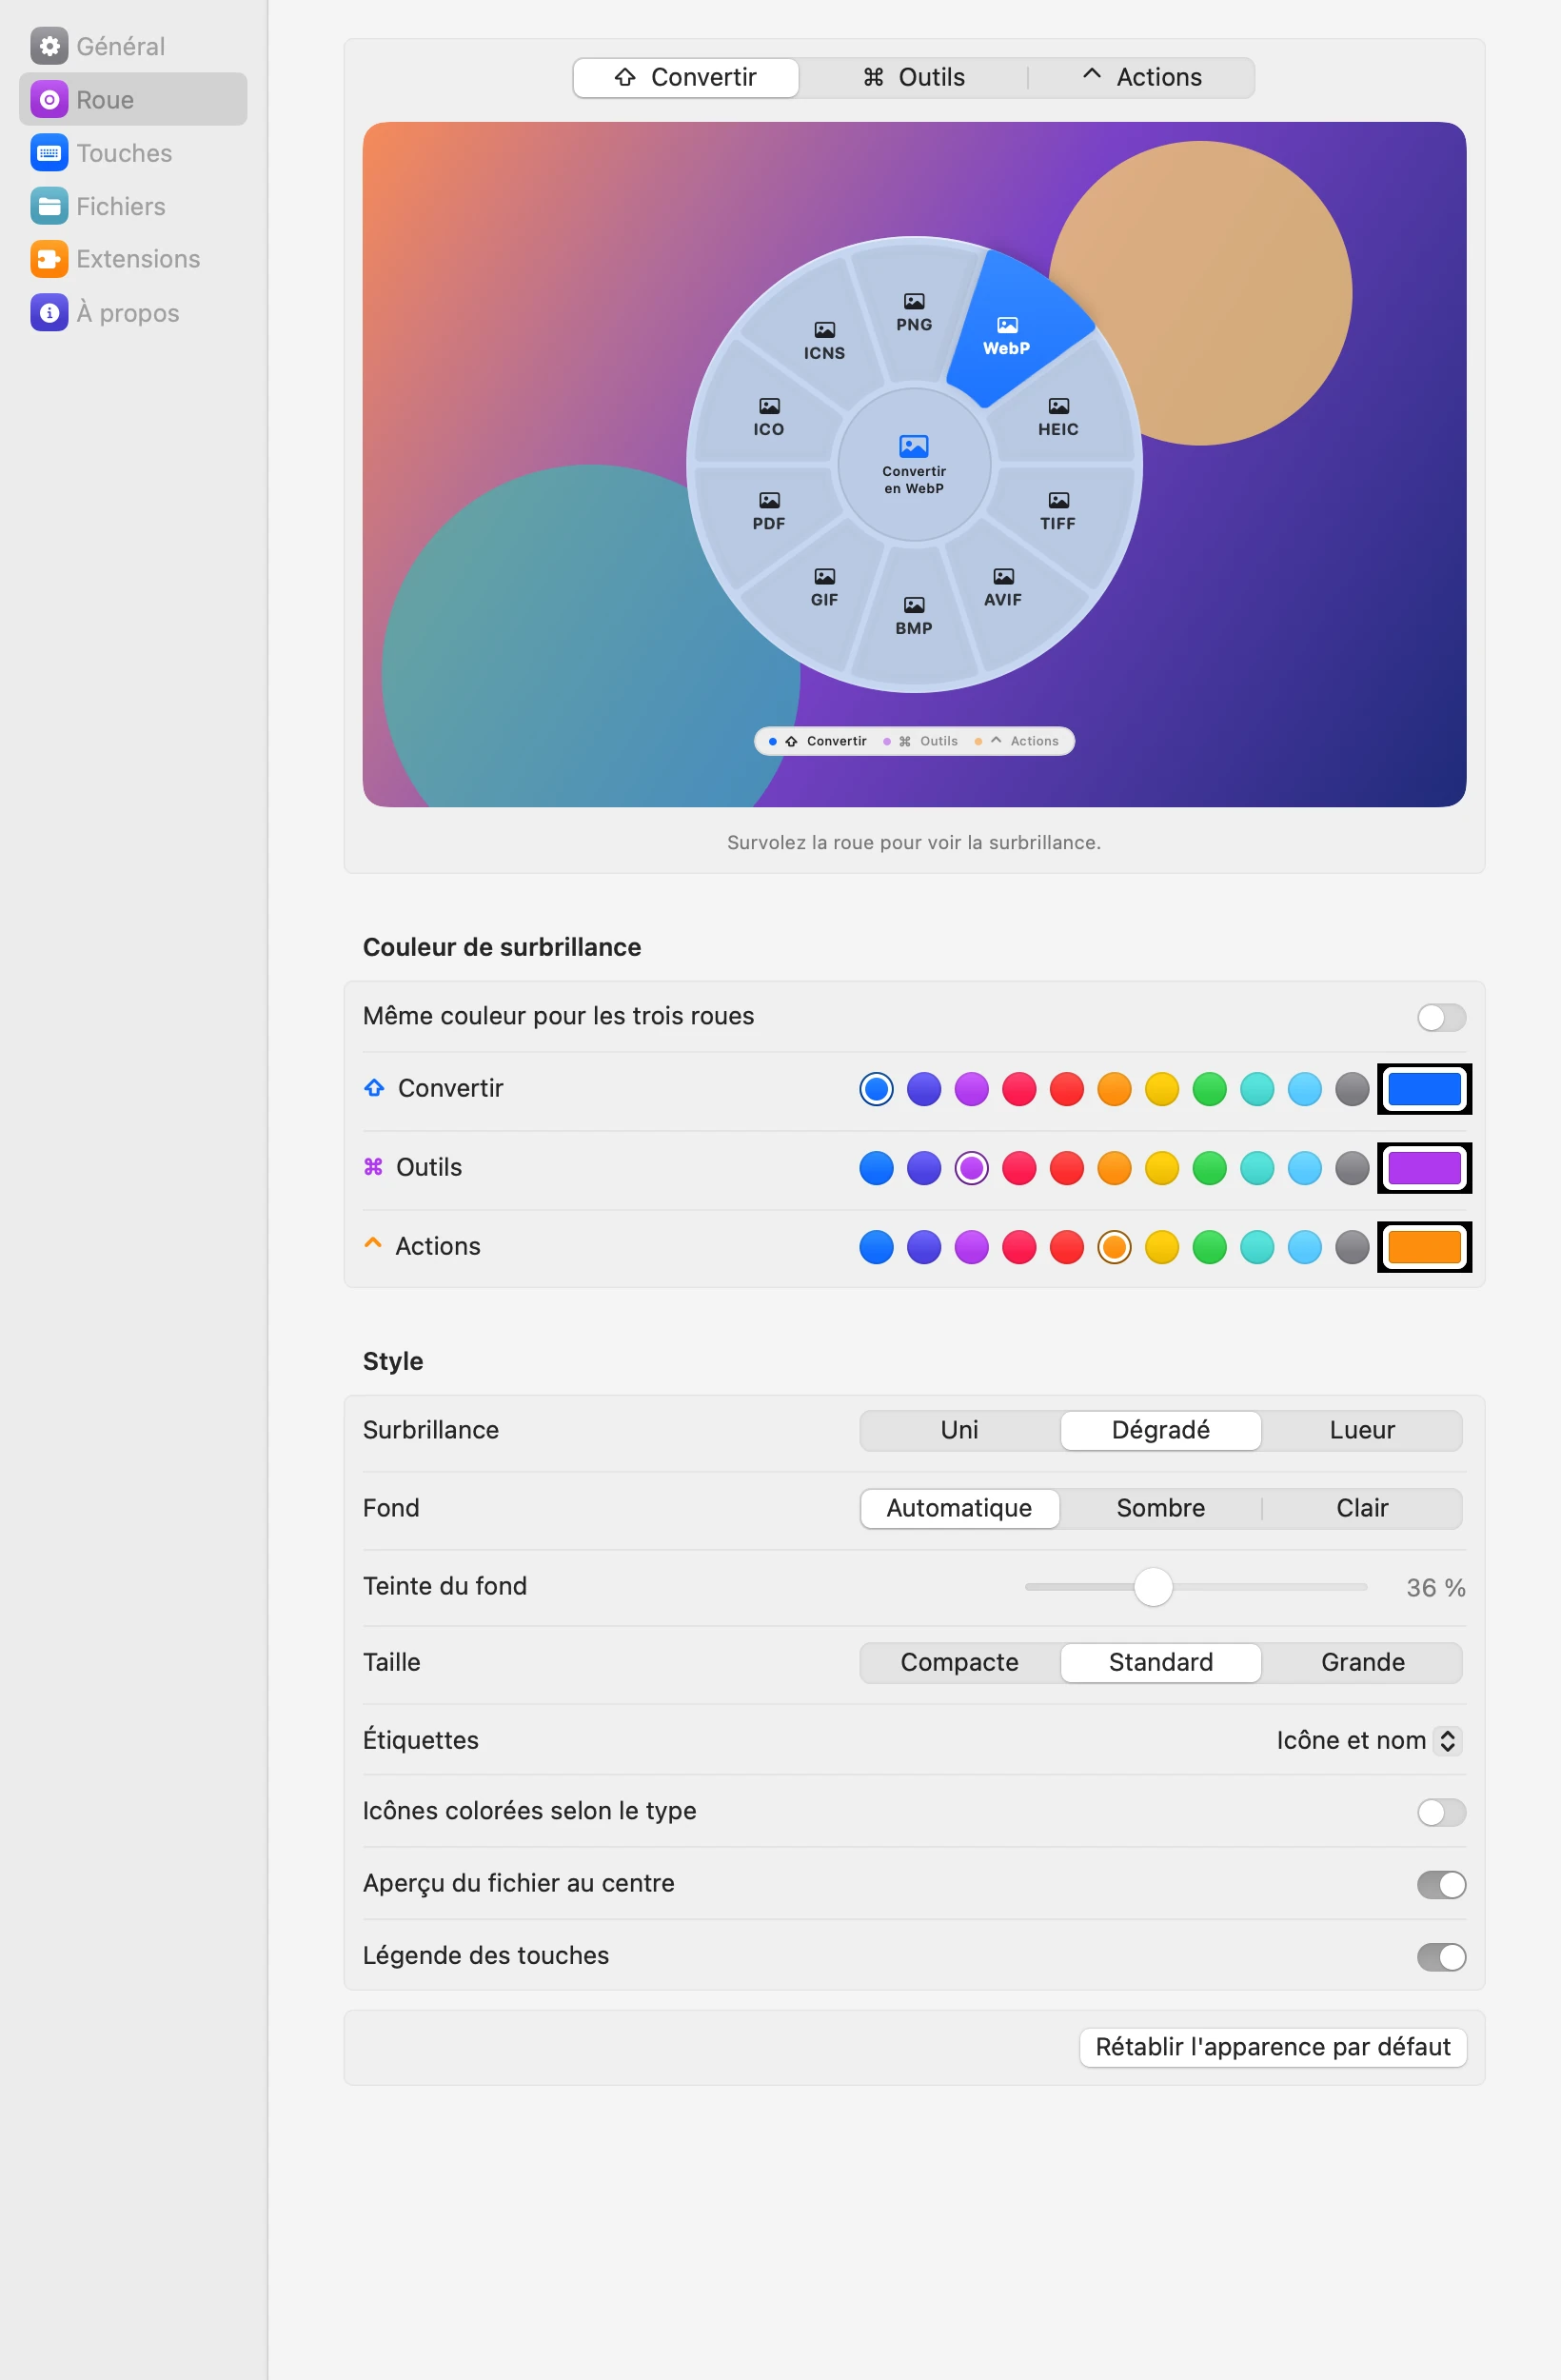 Général
Roue
Touches
Fichiers
Extensions
À propos
⇧ Convertir
⌘ Outils
⌃ Actions
PNG
WebP
HEIC
TIFF
AVIF
BMP
GIF
PDF
ICO
ICNS
Convertir
en WebP
⇧ Convertir ⌘ Outils ⌃ Actions
Survolez la roue pour voir la surbrillance.
Couleur de surbrillance
Même couleur pour les trois roues
⇧ Convertir
⌘ Outils
⌃ Actions
Style
Surbrillance Uni Dégradé Lueur
Fond Automatique Sombre Clair
Teinte du fond 36 %
Taille Compacte Standard Grande
Étiquettes Icône et nom
Icônes colorées selon le type
Aperçu du fichier au centre
Légende des touches
Rétablir l'apparence par défaut